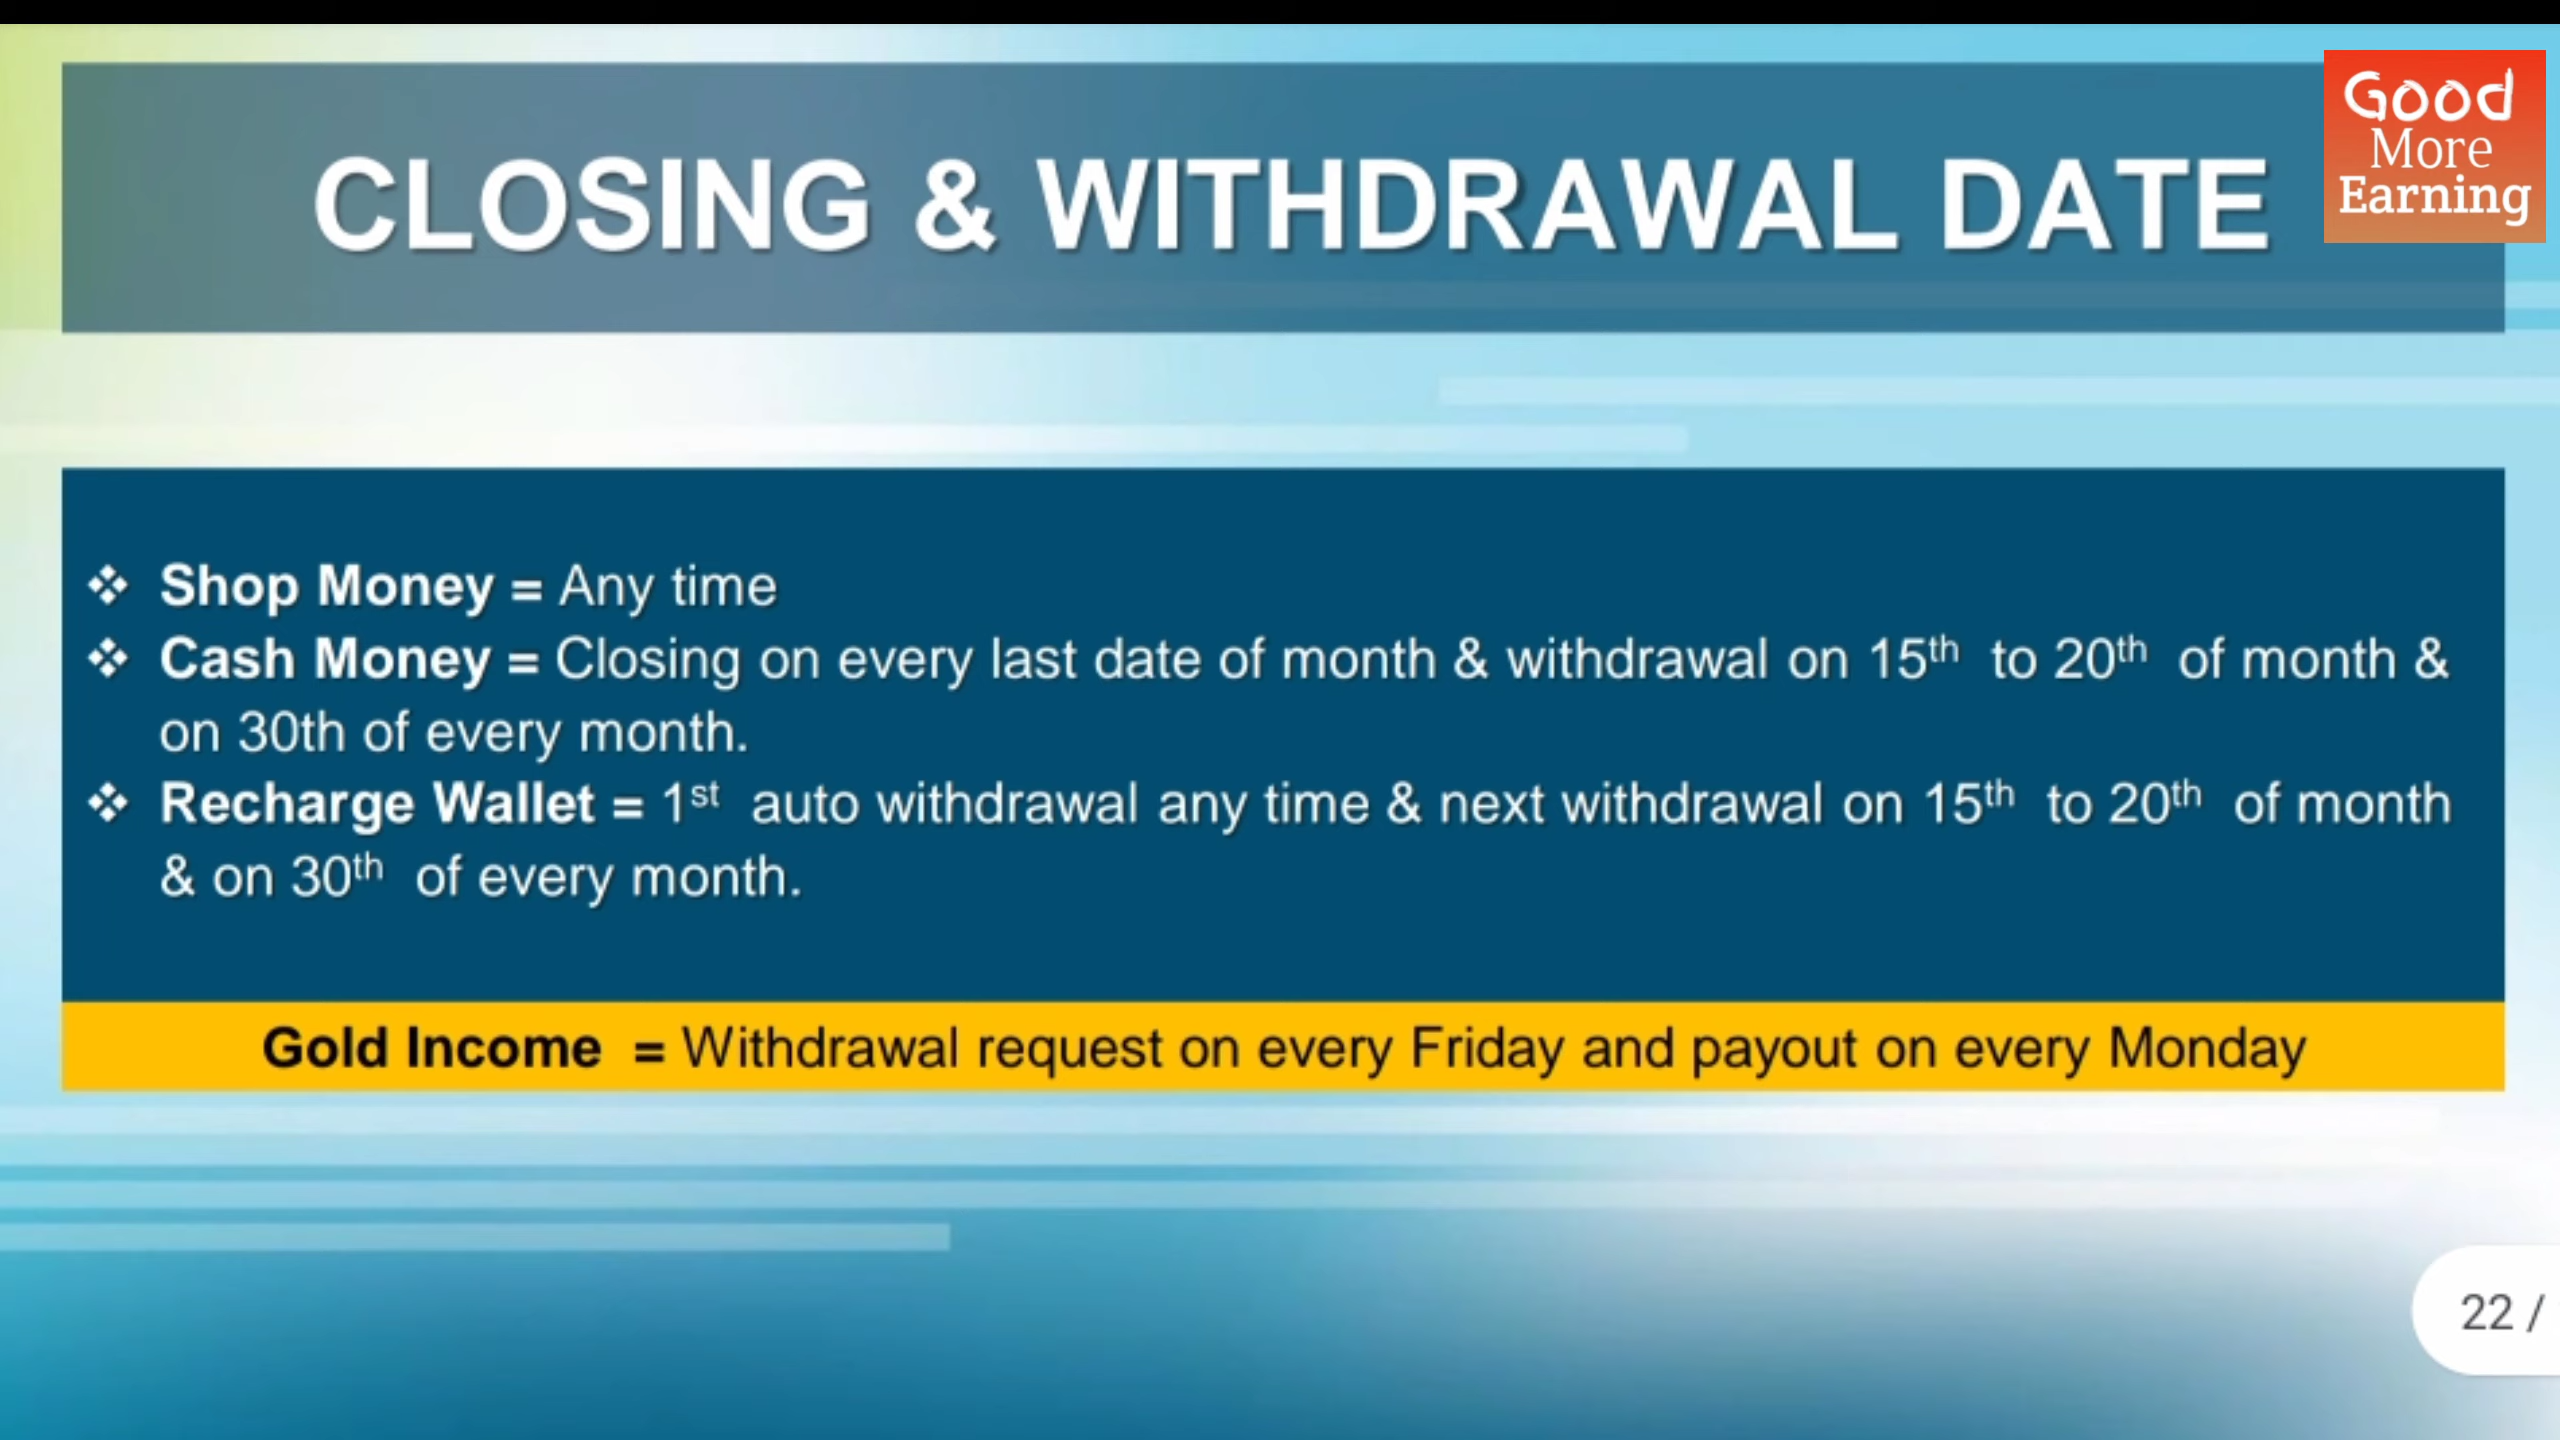 Good
More
Earning
CLOSING & WITHDRAWAL DATE
❖ Shop Money = Any time
❖ Cash Money = Closing on every last date of month & withdrawal on 15th to 20th of month &
on 30th of every month.
❖ Recharge Wallet = 1st auto withdrawal any time & next withdrawal on 15th to 20th of month
& on 30th of every month.
Gold Income = Withdrawal request on every Friday and payout on every Monday
22 /